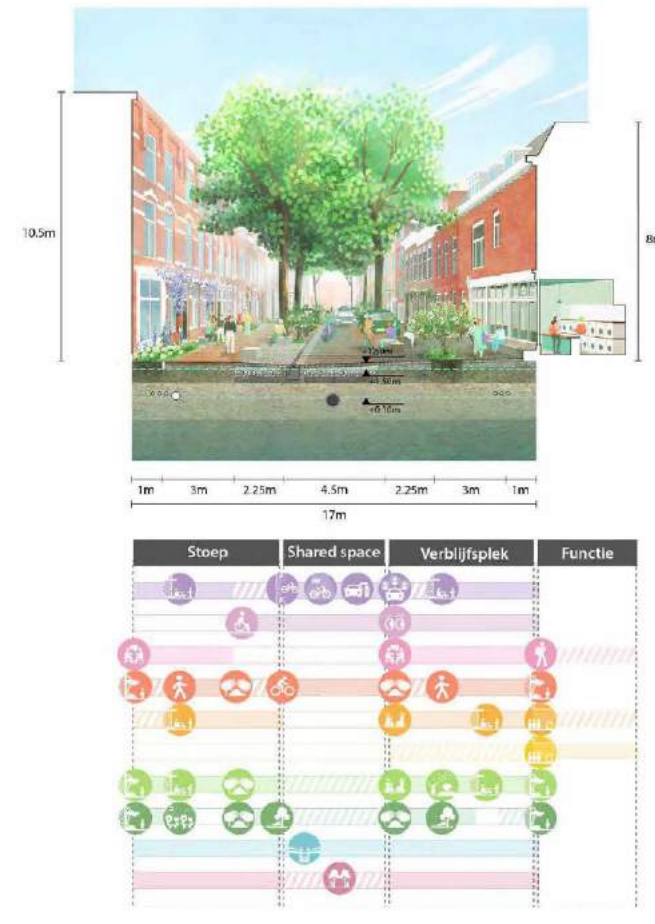 10.5m
1m 3m 2.25m 4.5m 2.25m 3m 1m
17m
Stoep Shared space Verblijfsplek Functie